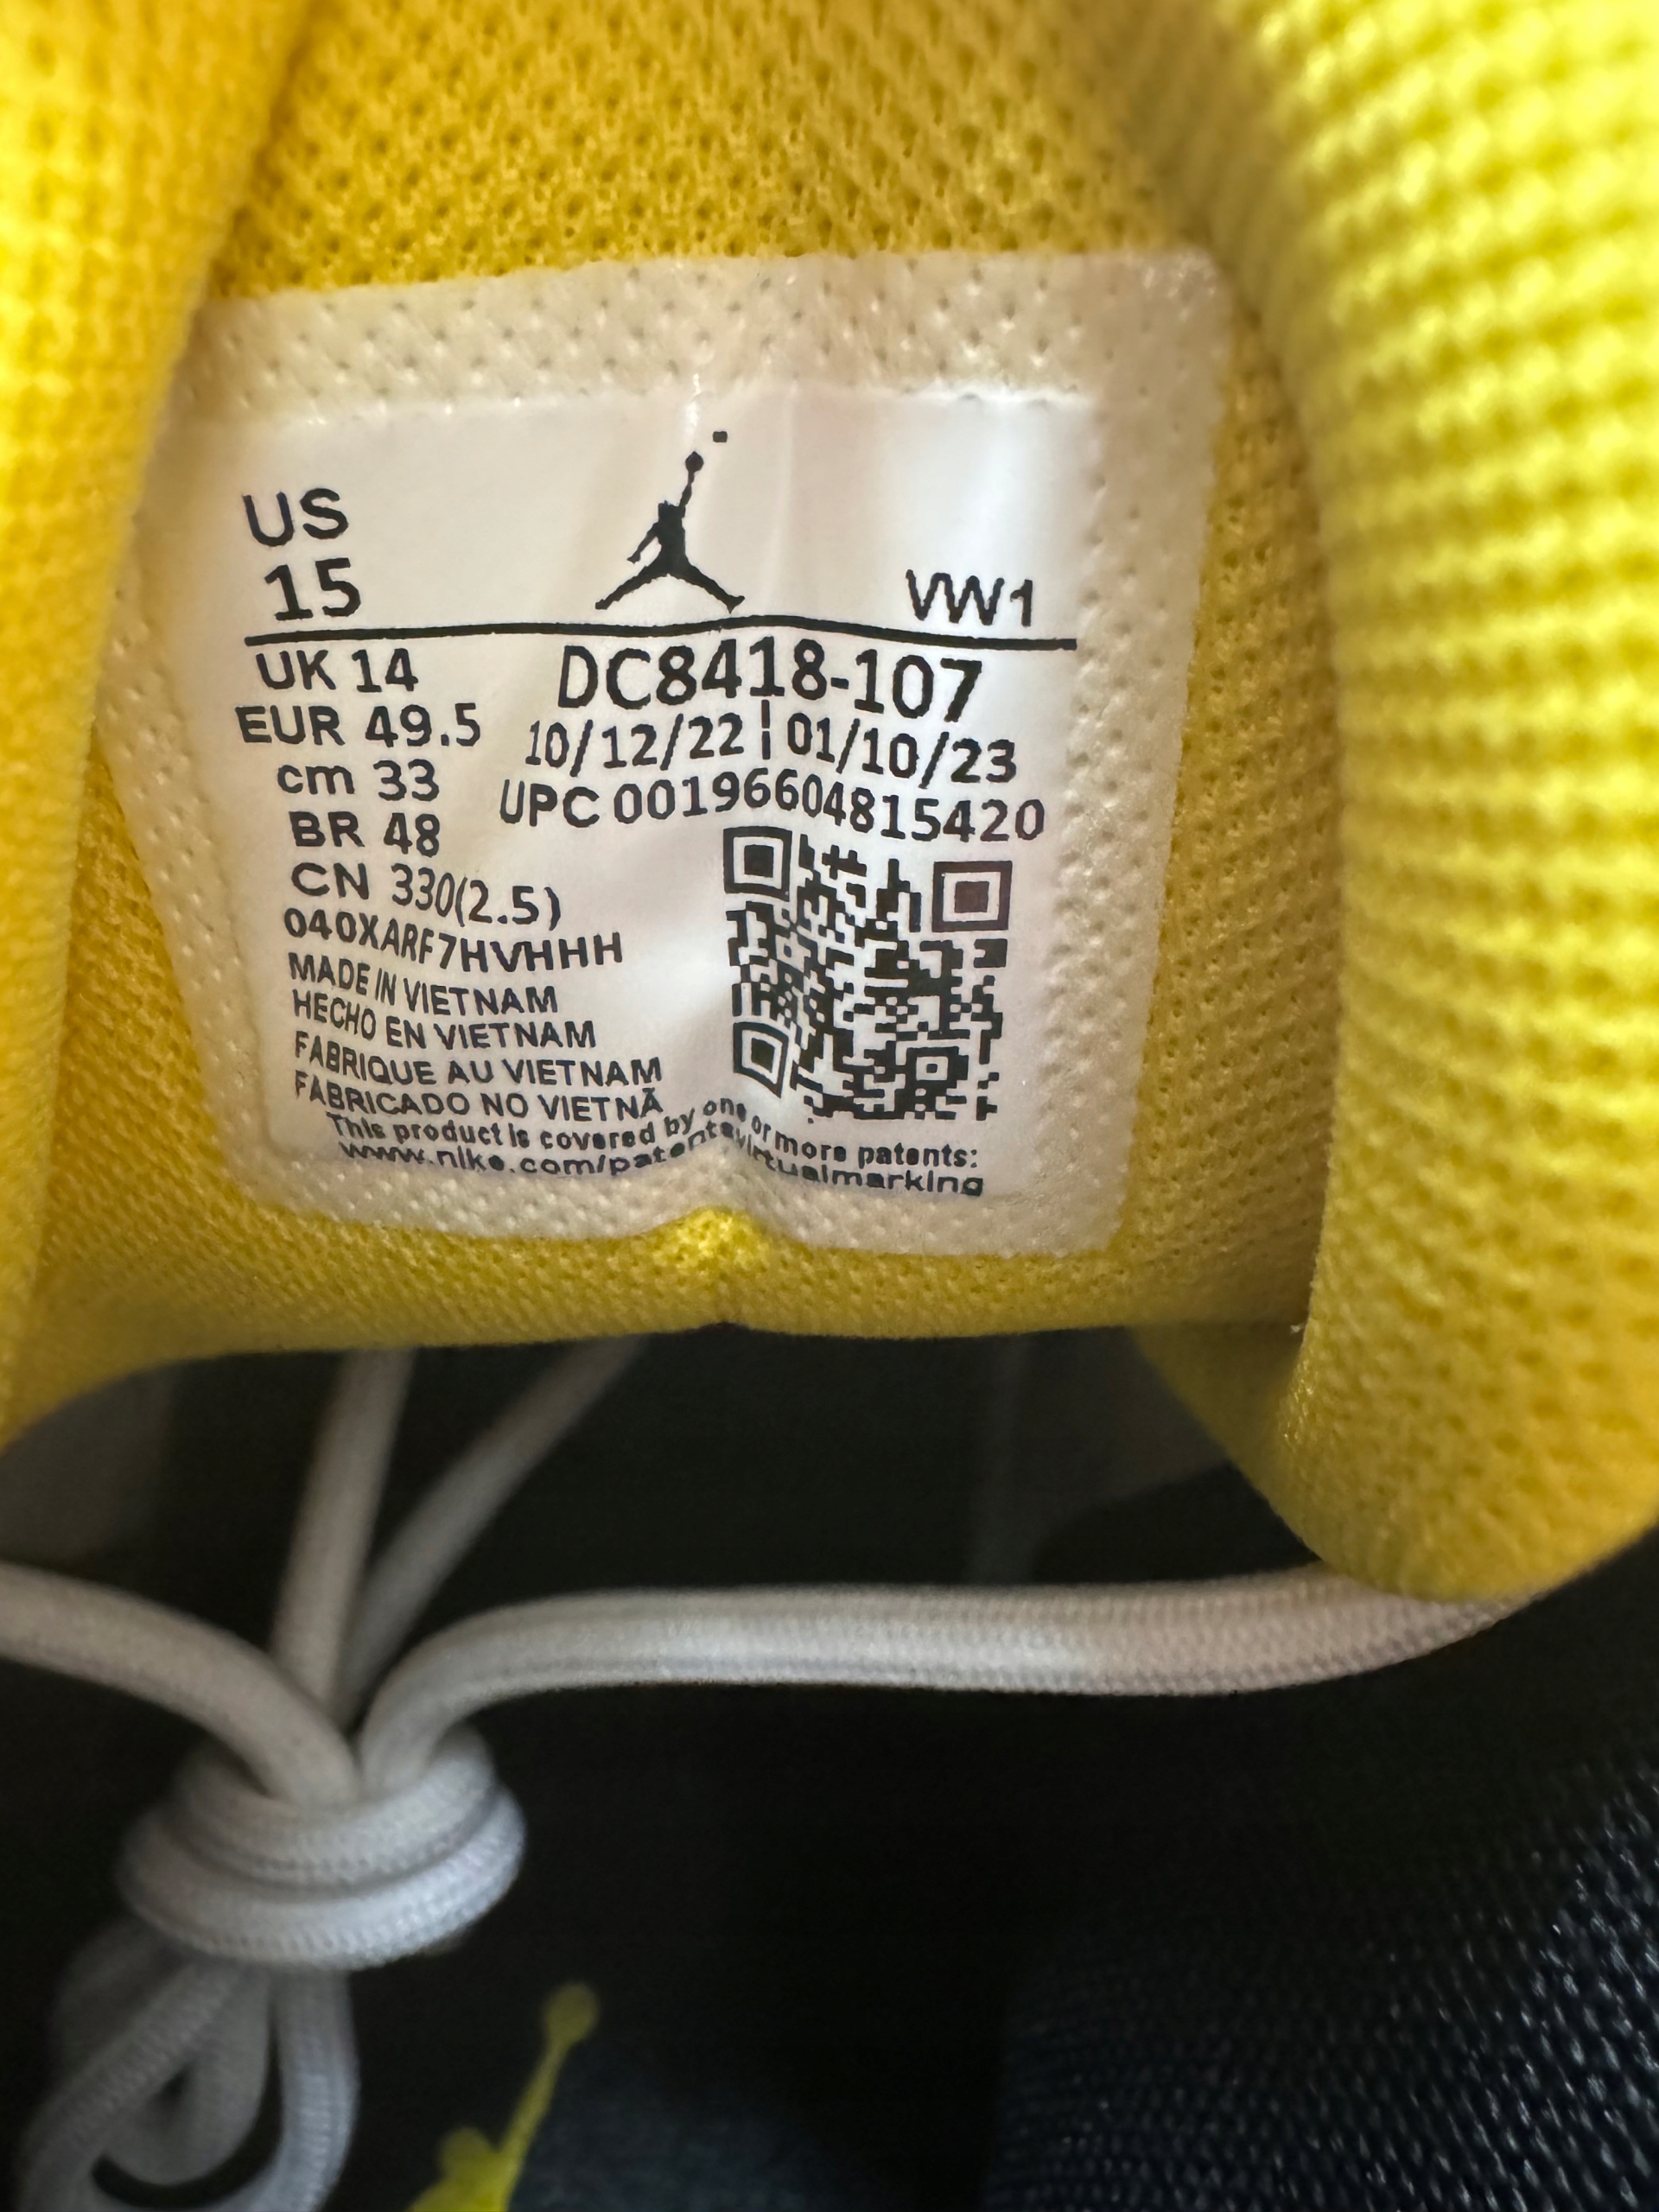 US
15
VW1
UK 14
EUR 49.5
cm 33
BR 48
CN 330(2.5)
DC8418-107
10/12/22 | 01/10/23
UPC 00196604815420
040XARF7HVHHH
MADE IN VIETNAM
HECHO EN VIETNAM
FABRIQUE AU VIETNAM
FABRICADO NO VIETNÃ
This product is covered by one or more patents:
www.nike.com/patentsvirtualmarking